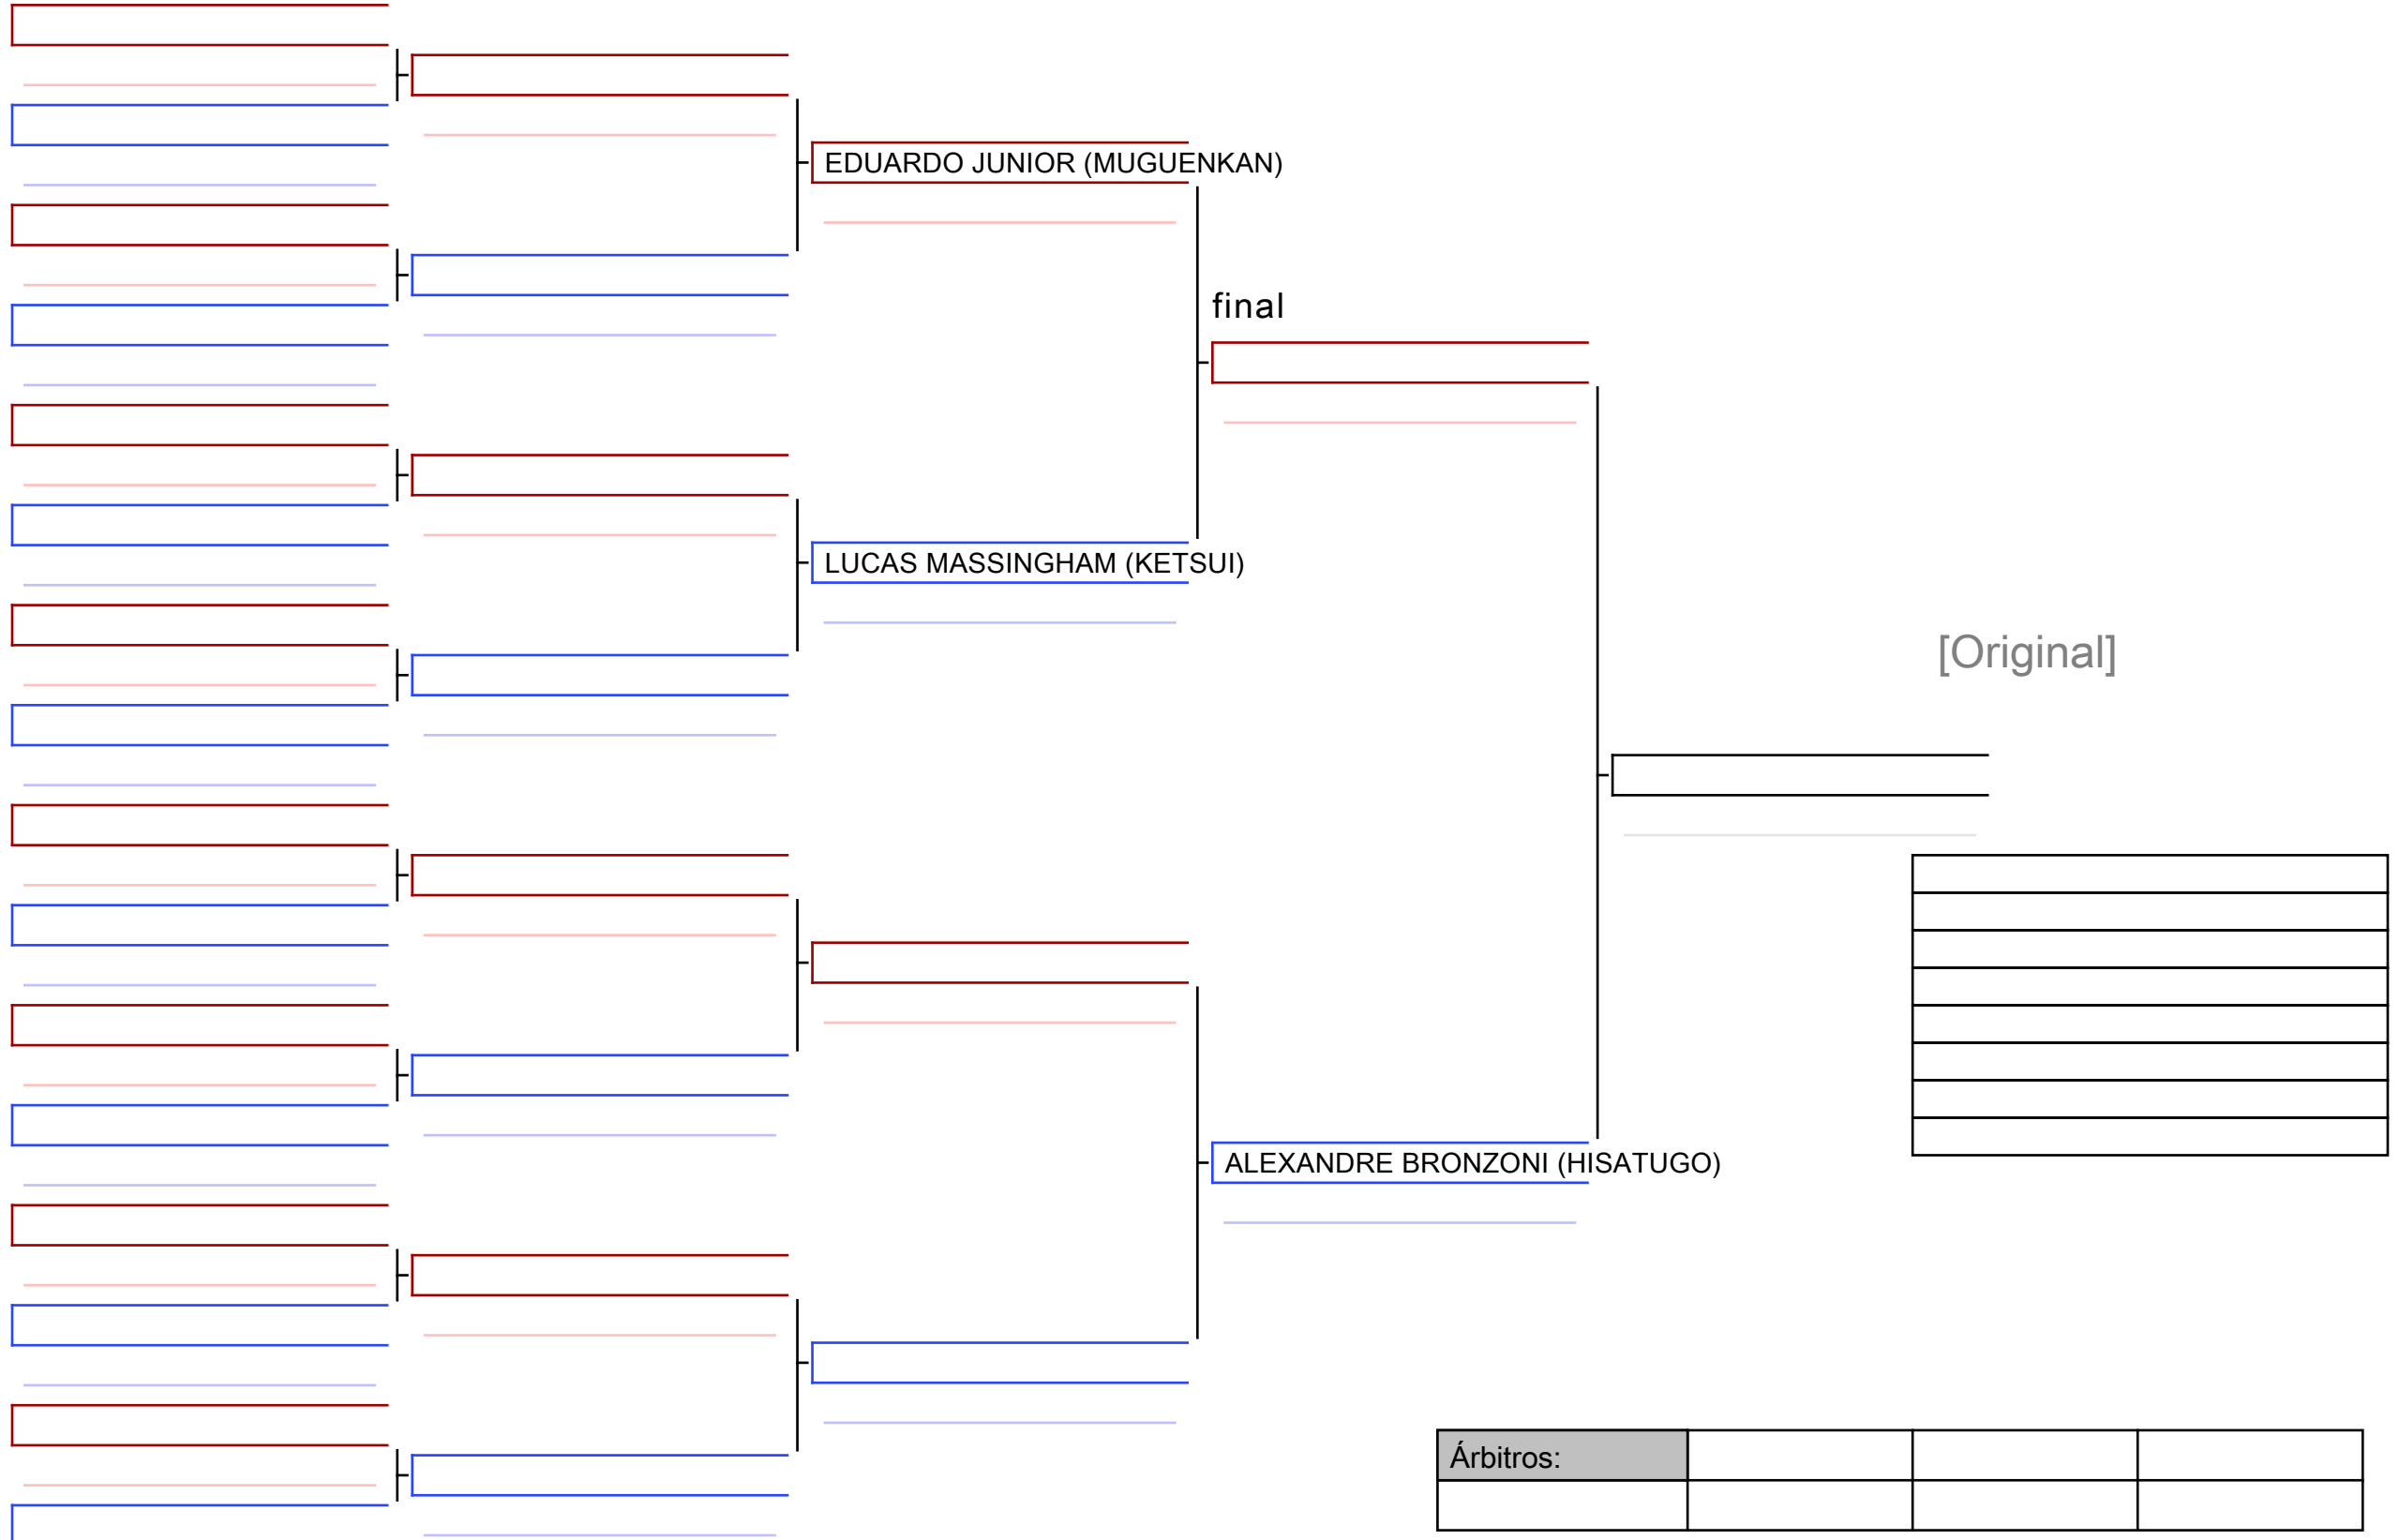 EDUARDO JUNIOR (MUGUENKAN)
final
LUCAS MASSINGHAM (KETSUI)
[Original]
ALEXANDRE BRONZONI (HISATUGO)
Árbitros: